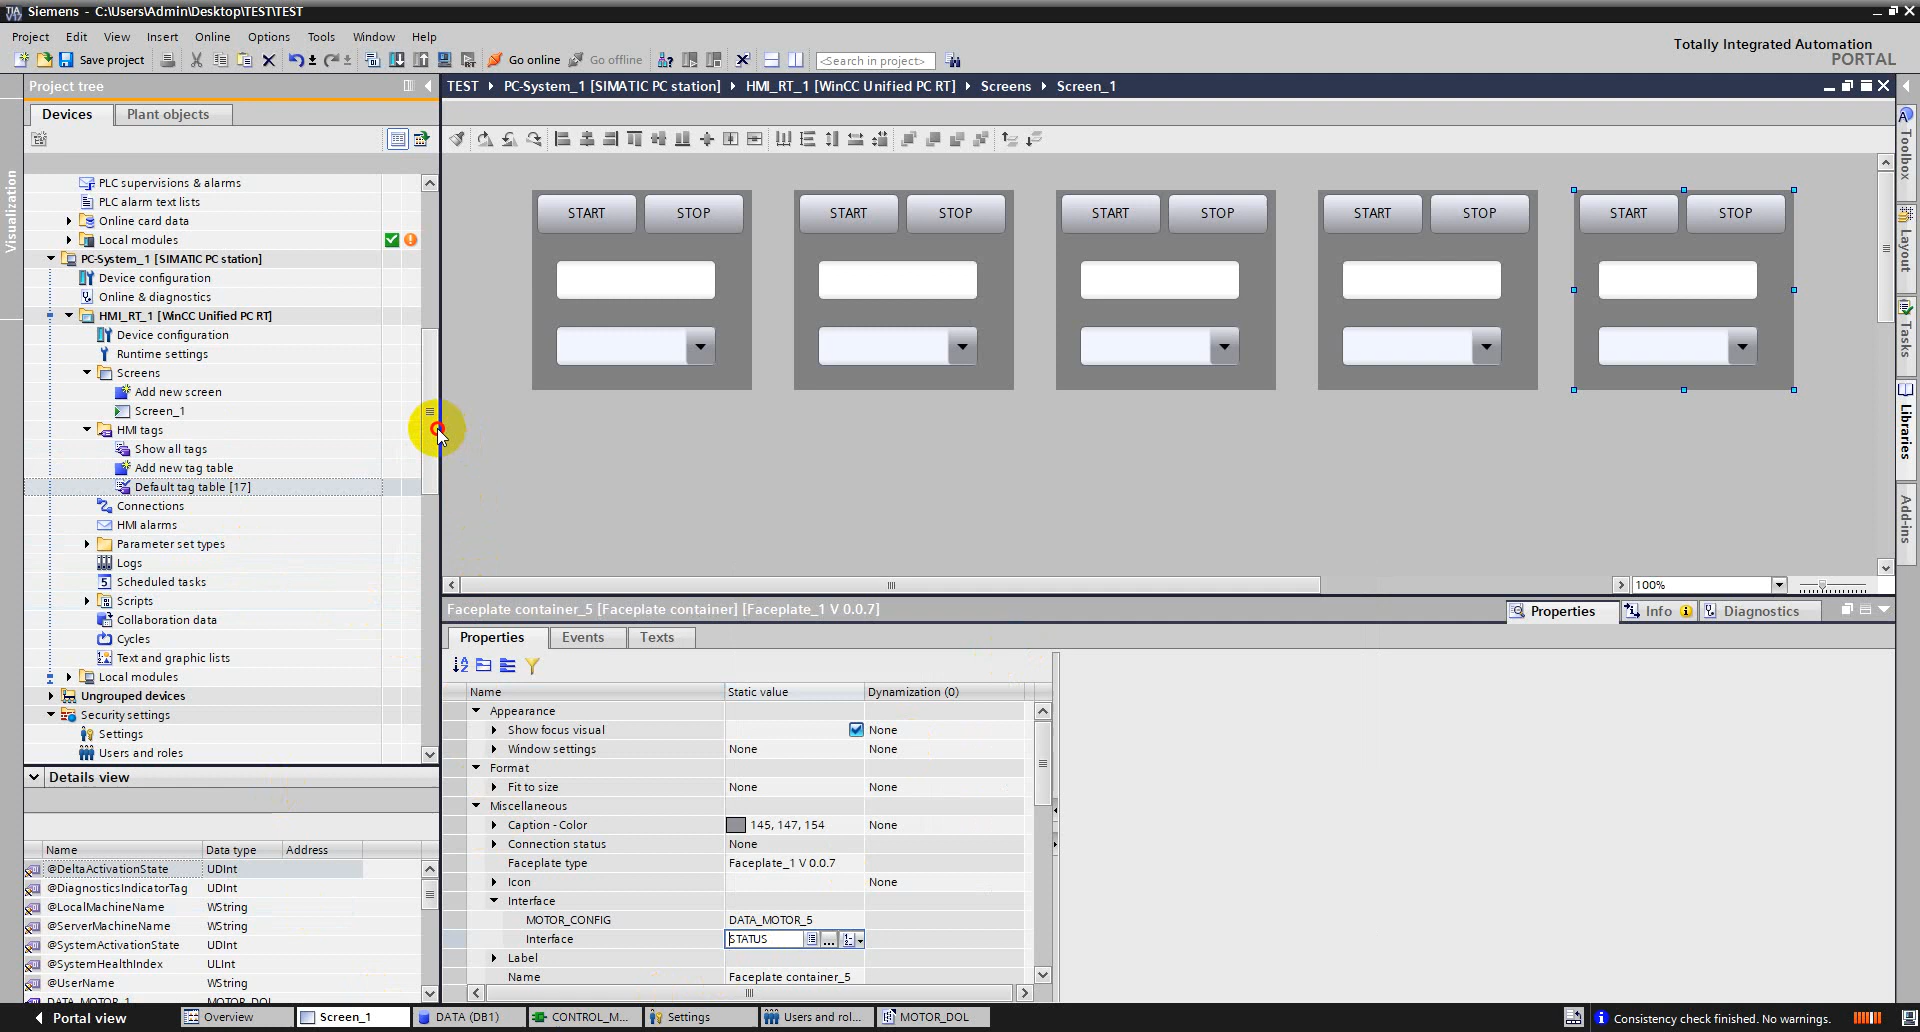 Siemens - C:\Users\Admin\Desktop\TEST\TEST
Project Edit View Insert Online Options Tools Window Help
Save project Go online Go offline <Search in project>
Totally Integrated Automation
PORTAL
Project tree
TEST PC-System_1 [SIMATIC PC station] HMI_RT_1 [WinCC Unified PC RT] Screens Screen_1
Devices Plant objects
Visualization
PLC supervisions & alarms
PLC alarm text lists
Online card data
Local modules
PC-System_1 [SIMATIC PC station]
Device configuration
Online & diagnostics
HMI_RT_1 [WinCC Unified PC RT]
Device configuration
Runtime settings
Screens
Add new screen
Screen_1
HMI tags
Show all tags
Add new tag table
Default tag table [17]
Connections
HMI alarms
Parameter set types
Logs
Scheduled tasks
Scripts
Collaboration data
Cycles
Text and graphic lists
Local modules
Ungrouped devices
Security settings
Settings
Users and roles
START STOP START STOP START STOP START STOP START STOP
100%
Toolbox
Layout
Tasks
Libraries
Add-ins
Details view
Name Data type Address
@DeltaActivationState UDInt
@DiagnosticsIndicatorTag UDInt
@LocalMachineName WString
@ServerMachineName WString
@SystemActivationState UDInt
@SystemHealthIndex ULInt
@UserName WString
DATA_MOTOR_1 MOTOR_DOL
Faceplate container_5 [Faceplate container] [Faceplate_1 V 0.0.7]
Properties Info Diagnostics
Properties Events Texts
Name Static value Dynamization (0)
Appearance
Show focus visual None
Window settings None None
Format
Fit to size None None
Miscellaneous
Caption - Color 145, 147, 154 None
Connection status None
Faceplate type Faceplate_1 V 0.0.7
Icon None
Interface
MOTOR_CONFIG DATA_MOTOR_5
Interface STATUS
Label
Name Faceplate container_5
Portal view Overview Screen_1 DATA (DB1) CONTROL_M... Settings Users and rol... MOTOR_DOL
Consistency check finished. No warnings.